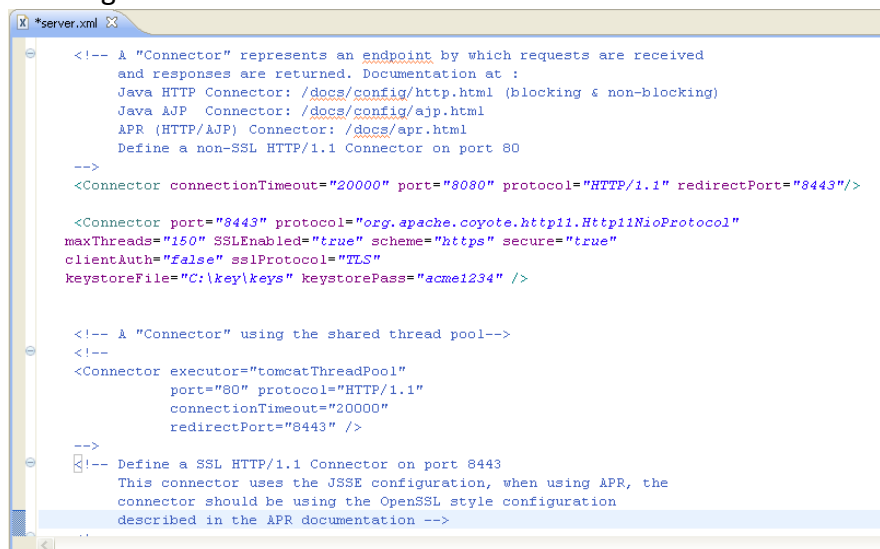 *server.xml
<!-- A "Connector" represents an endpoint by which requests are received
and responses are returned. Documentation at :
Java HTTP Connector: /docs/config/http.html (blocking & non-blocking)
Java AJP  Connector: /docs/config/ajp.html
APR (HTTP/AJP) Connector: /docs/apr.html
Define a non-SSL HTTP/1.1 Connector on port 80
-->
<Connector connectionTimeout="20000" port="8080" protocol="HTTP/1.1" redirectPort="8443"/>
<Connector port="8443" protocol="org.apache.coyote.http11.Http11NioProtocol"
maxThreads="150" SSLEnabled="true" scheme="https" secure="true"
clientAuth="false" sslProtocol="TLS"
keystoreFile="C:\key\keys" keystorePass="acme1234" />
<!-- A "Connector" using the shared thread pool-->
<!--
<Connector executor="tomcatThreadPool"
port="80" protocol="HTTP/1.1"
connectionTimeout="20000"
redirectPort="8443" />
-->
<!-- Define a SSL HTTP/1.1 Connector on port 8443
This connector uses the JSSE configuration, when using APR, the
connector should be using the OpenSSL style configuration
described in the APR documentation -->